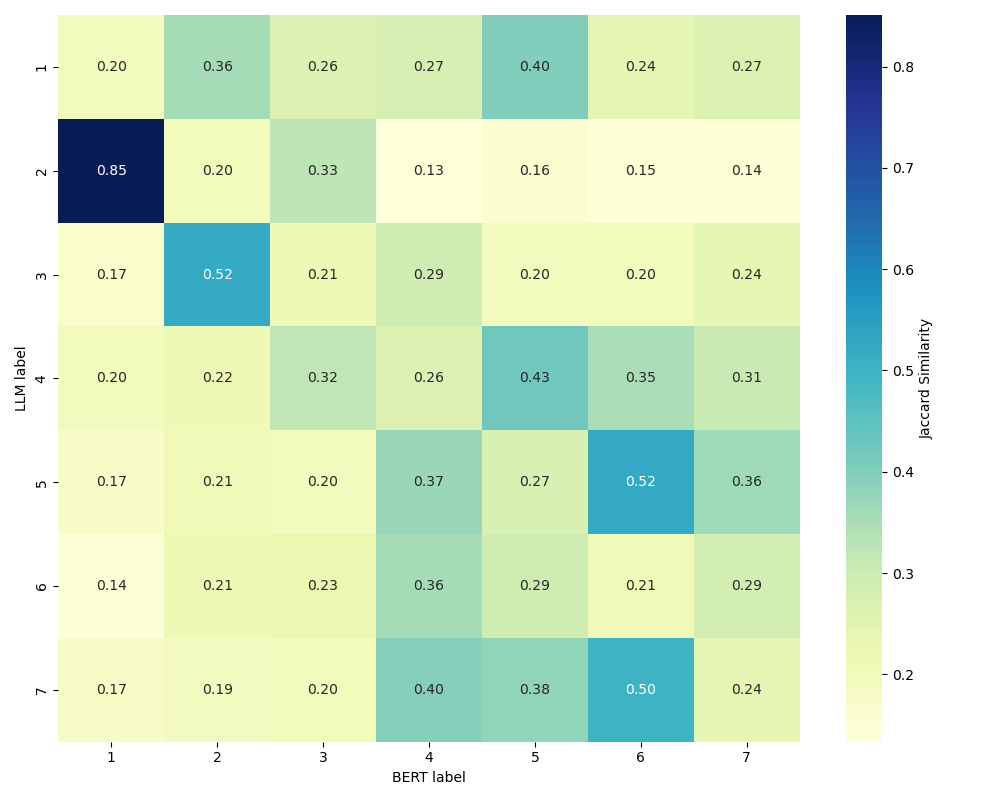 1 0.20 0.36 0.26 0.27 0.40 0.24 0.27
2 0.85 0.20 0.33 0.13 0.16 0.15 0.14
3 0.17 0.52 0.21 0.29 0.20 0.20 0.24
4 0.20 0.22 0.32 0.26 0.43 0.35 0.31
5 0.17 0.21 0.20 0.37 0.27 0.52 0.36
6 0.14 0.21 0.23 0.36 0.29 0.21 0.29
7 0.17 0.19 0.20 0.40 0.38 0.50 0.24
1 2 3 4 5 6 7
BERT label
LLM label
0.8
0.7
0.6
0.5
0.4
0.3
0.2
Jaccard Similarity